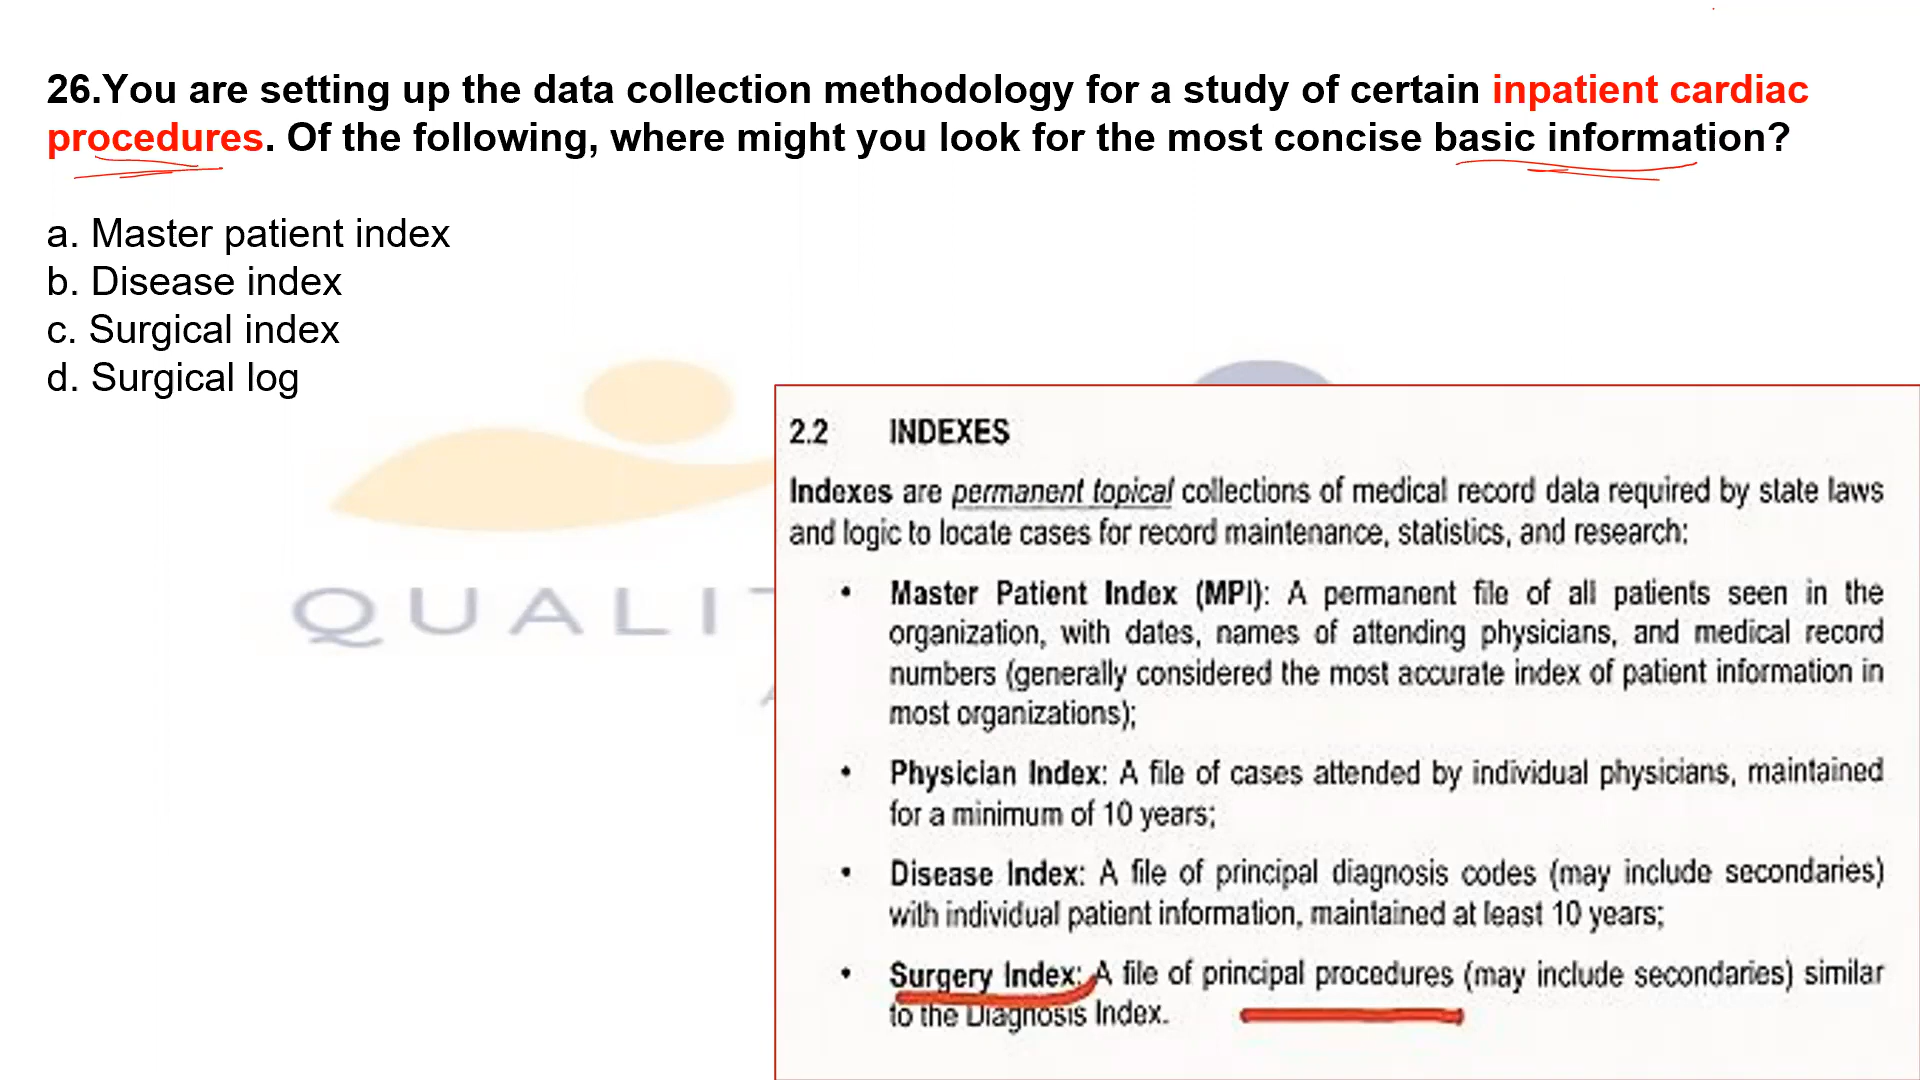 26.You are setting up the data collection methodology for a study of certain inpatient cardiac
procedures. Of the following, where might you look for the most concise basic information?
a. Master patient index
b. Disease index
c. Surgical index
d. Surgical log
QUALIT
2.2 INDEXES
Indexes are permanent topical collections of medical record data required by state laws
and logic to locate cases for record maintenance, statistics, and research:
• Master Patient Index (MPI): A permanent file of all patients seen in the
organization, with dates, names of attending physicians, and medical record
numbers (generally considered the most accurate index of patient information in
most organizations);
• Physician Index: A file of cases attended by individual physicians, maintained
for a minimum of 10 years;
• Disease Index: A file of principal diagnosis codes (may include secondaries)
with individual patient information, maintained at least 10 years;
• Surgery Index: A file of principal procedures (may include secondaries) similar
to the Diagnosis Index.